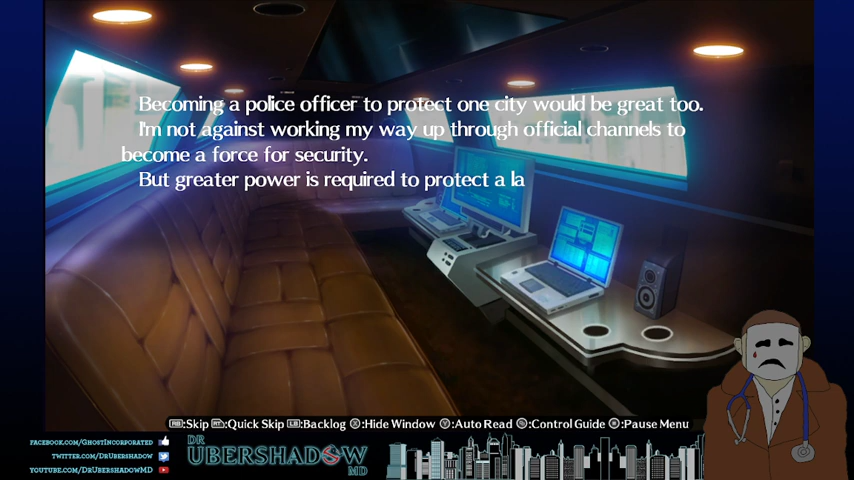 Becoming a police officer to protect one city would be great too.
I'm not against working my way up through official channels to
become a force for security.
But greater power is required to protect a la
RB:Skip RT:Quick Skip LB:Backlog X:Hide Window Y:Auto Read :Control Guide :Pause Menu
FACEBOOK.COM/GHOSTINCORPORATED
TWITTER.COM/DRUBERSHADOW
YOUTUBE.COM/DRUBERSHADOWMD
DR
UBERSHADOW
MD